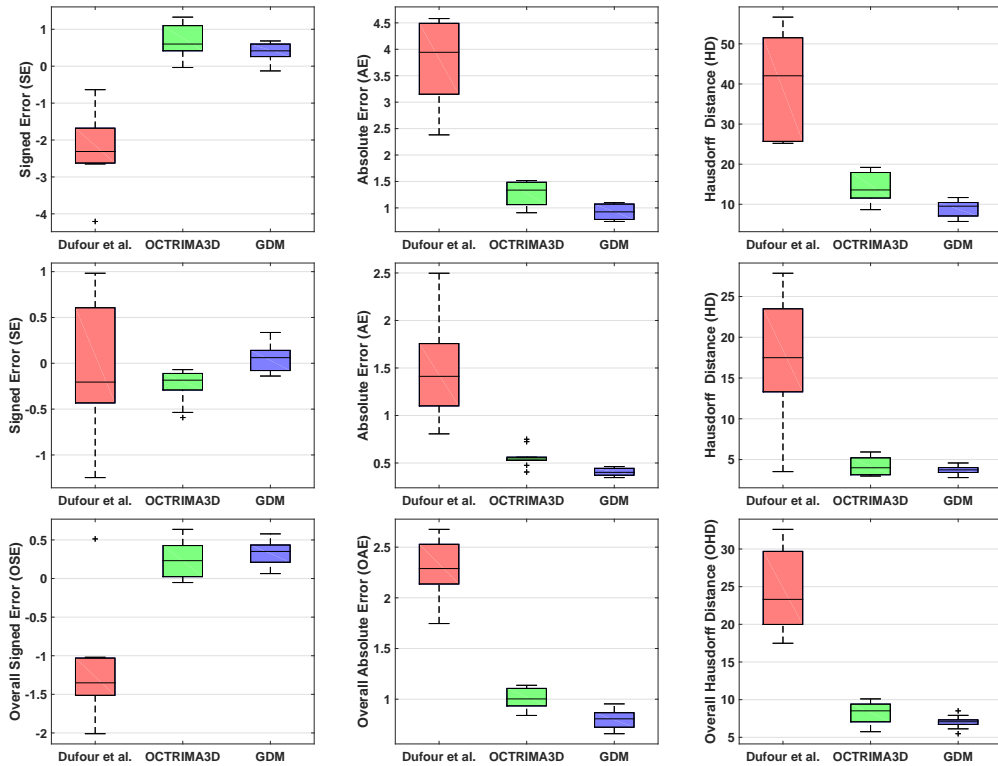 Signed Error (SE)
1
0
-1
-2
-3
-4
Dufour et al. OCTRIMA3D GDM
Absolute Error (AE)
4.5
4
3.5
3
2.5
2
1.5
1
Dufour et al. OCTRIMA3D GDM
Hausdorff Distance (HD)
50
40
30
20
10
Dufour et al. OCTRIMA3D GDM
Signed Error (SE)
1
0.5
0
-0.5
-1
Dufour et al. OCTRIMA3D GDM
Absolute Error (AE)
2.5
2
1.5
1
0.5
Dufour et al. OCTRIMA3D GDM
Hausdorff Distance (HD)
25
20
15
10
5
Dufour et al. OCTRIMA3D GDM
Overall Signed Error (OSE)
0.5
0
-0.5
-1
-1.5
-2
Dufour et al. OCTRIMA3D GDM
Overall Absolute Error (OAE)
2.5
2
1.5
1
Dufour et al. OCTRIMA3D GDM
Overall Hausdorff Distance (OHD)
30
25
20
15
10
5
Dufour et al. OCTRIMA3D GDM